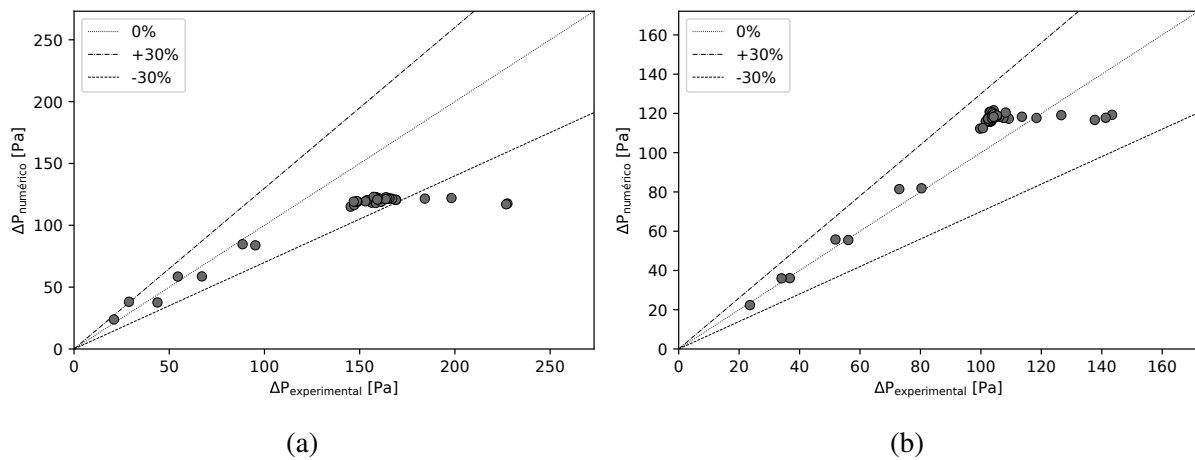 0%
+30%
-30%
250
200
150
100
50
0
ΔP_numérico [Pa]
0 50 100 150 200 250
ΔP_experimental [Pa]
(a)
0%
+30%
-30%
160
140
120
100
80
60
40
20
0
ΔP_numérico [Pa]
0 20 40 60 80 100 120 140 160
ΔP_experimental [Pa]
(b)